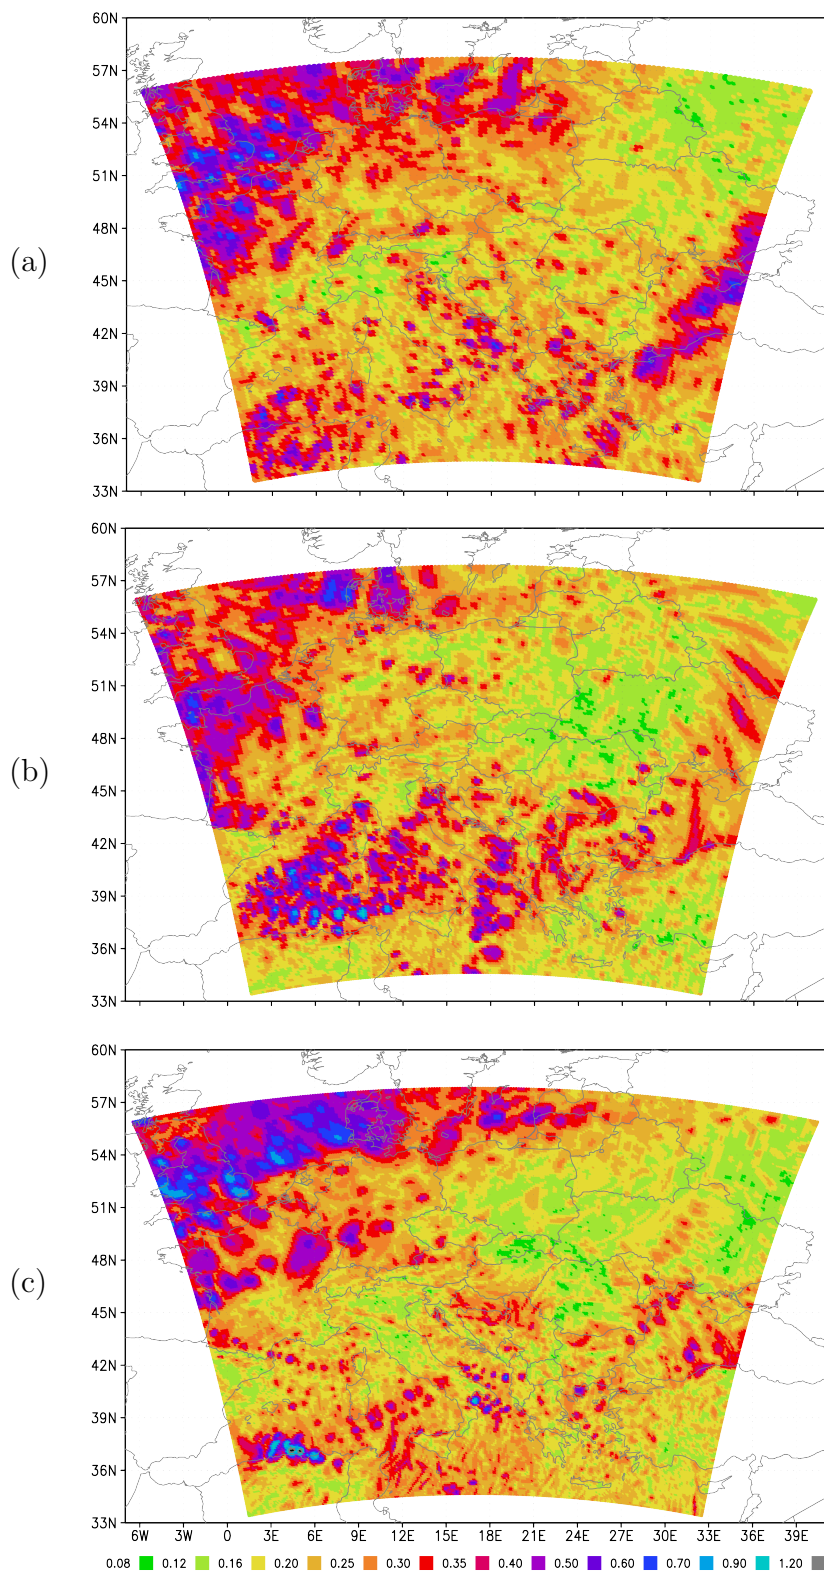 60N
57N
54N
51N
48N
45N
42N
39N
36N
33N
(a)
60N
57N
54N
51N
48N
45N
42N
39N
36N
33N
(b)
60N
57N
54N
51N
48N
45N
42N
39N
36N
33N
(c)
6W 3W 0 3E 6E 9E 12E 15E 18E 21E 24E 27E 30E 33E 36E 39E
0.08 0.12 0.16 0.20 0.25 0.30 0.35 0.40 0.50 0.60 0.70 0.90 1.20